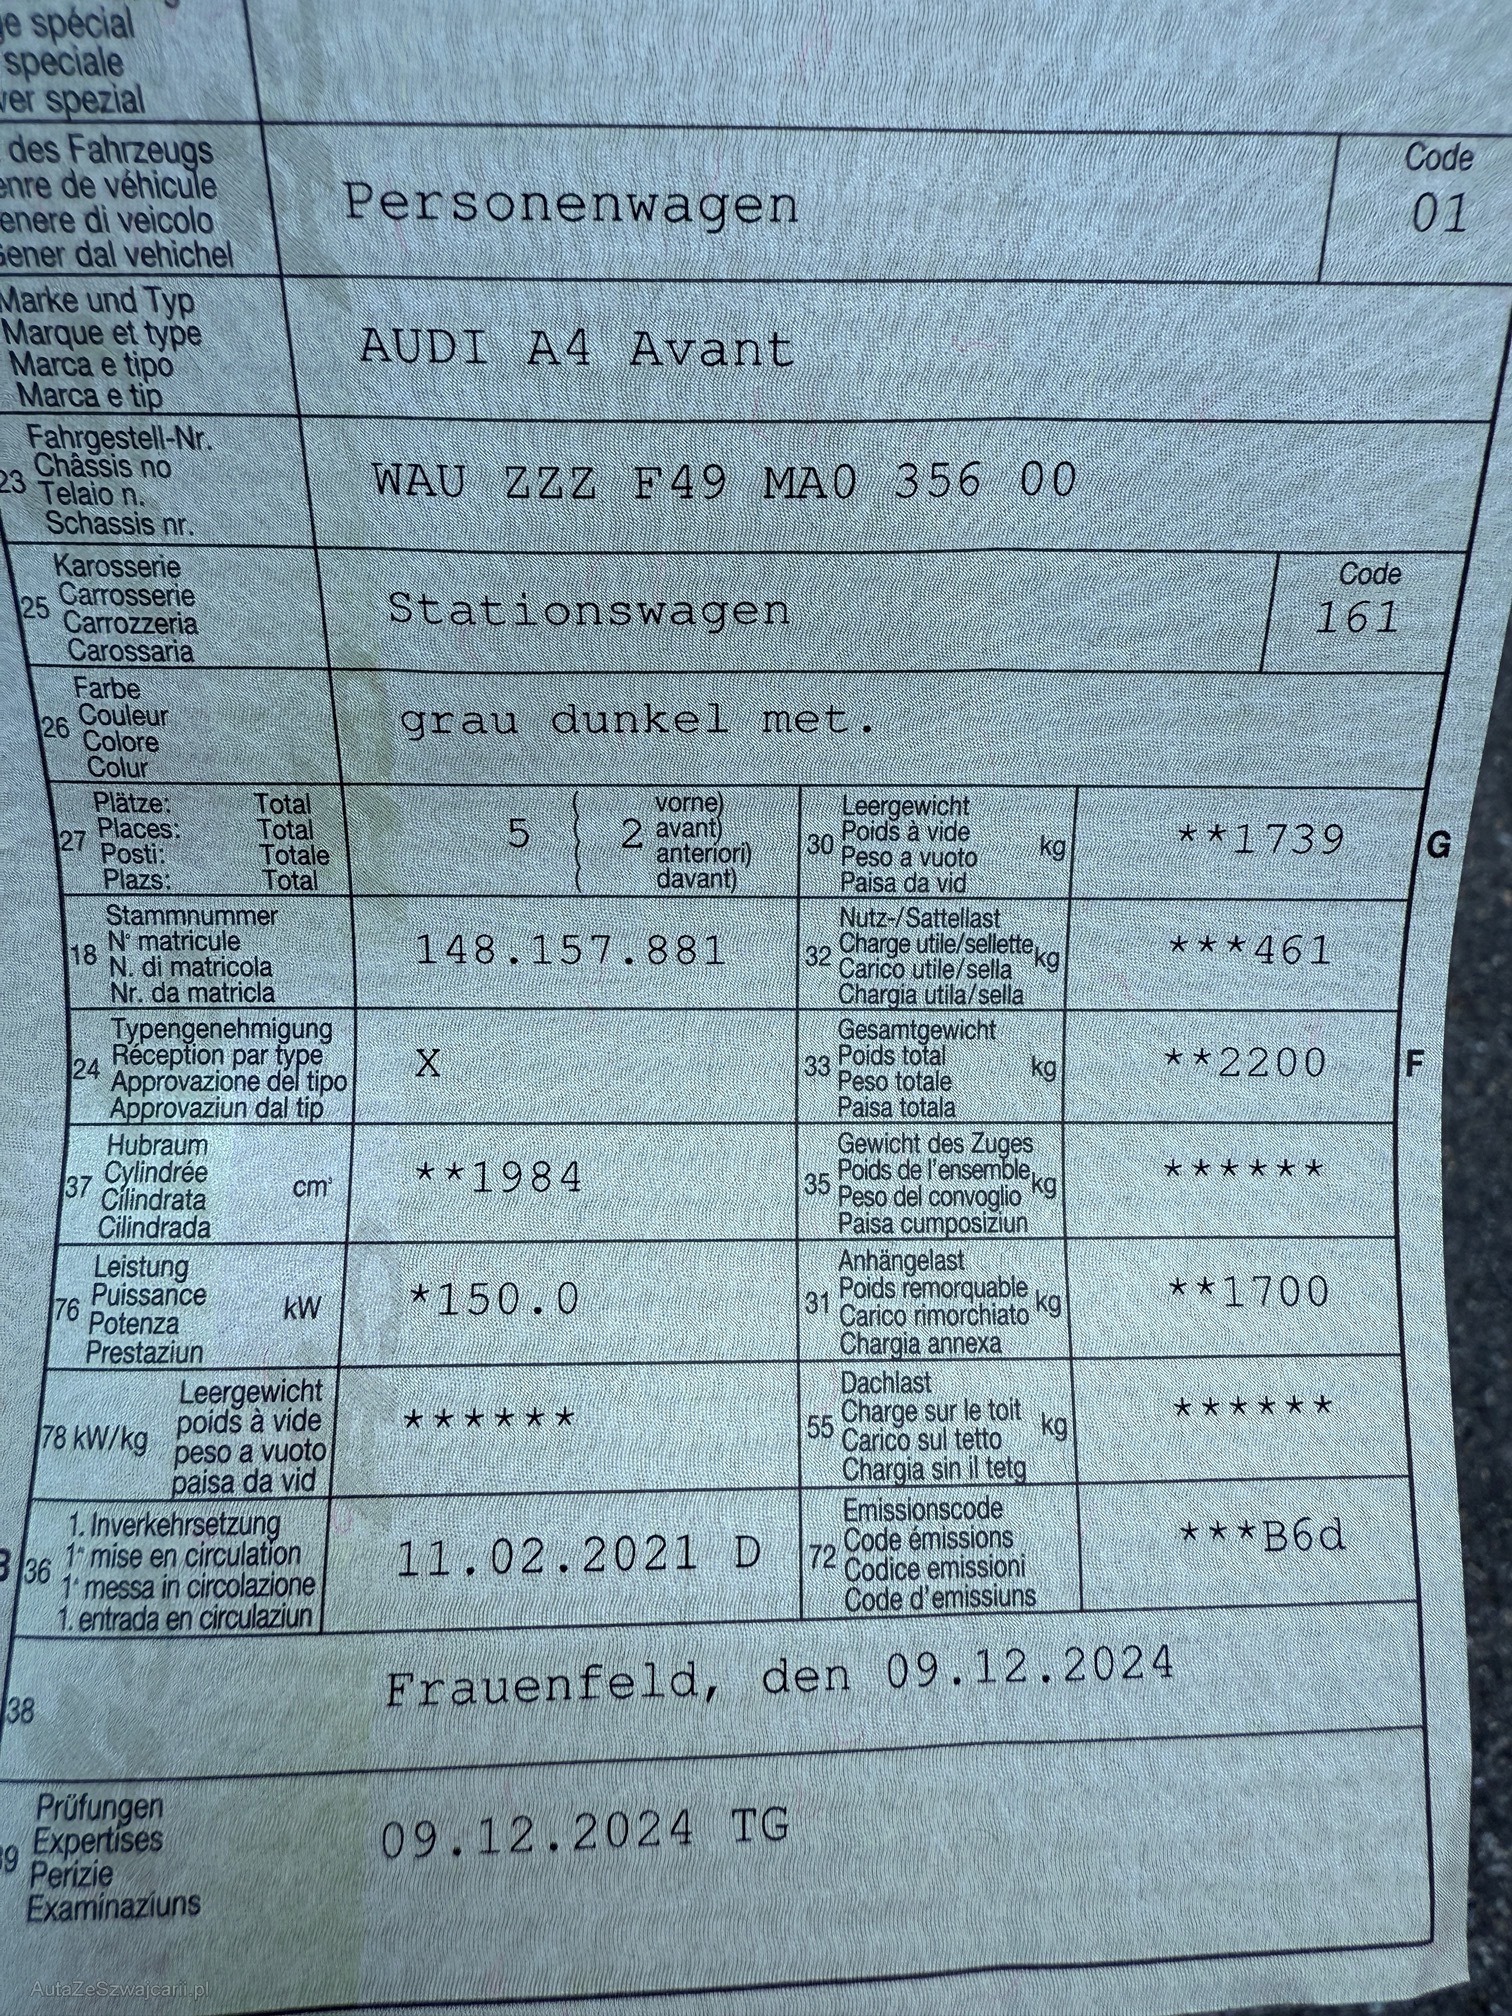 spécial
speciale
spezial
des Fahrzeugs
de véhicule
di veicolo
dal vehichel
Personenwagen
Code
01
Marke und Typ
Marque et type
Marca e tipo
Marca e tip
AUDI A4 Avant
23
Fahrgestell-Nr.
Châssis no
Telaio n.
Schassis nr.
WAU ZZZ F49 MA0 356 00
25
Karosserie
Carrosserie
Carrozzeria
Carossaria
Stationswagen
Code
161
26
Farbe
Couleur
Colore
Colur
grau dunkel met.
27
Plätze: Total
Places: Total
Posti: Totale
Plazs: Total
5 ( 2
vorne)
avant)
anteriori)
davant)
30
Leergewicht
Poids à vide
Peso a vuoto
Paisa da vid
kg
**1739
G
18
Stammnummer
N° matricule
N. di matricola
Nr. da matricla
148.157.881
32
Nutz-/Sattellast
Charge utile/sellette
Carico utile/sella
Chargia utila/sella
kg
***461
24
Typengenehmigung
Réception par type
Approvazione del tipo
Approvaziun dal tip
X
33
Gesamtgewicht
Poids total
Peso totale
Paisa totala
kg
**2200
F
37
Hubraum
Cylindrée
Cilindrata
Cilindrada
cm³
**1984
35
Gewicht des Zuges
Poids de l'ensemble
Peso del convoglio
Paisa cumposiziun
kg
******
76
Leistung
Puissance
Potenza
Prestaziun
kW
*150.0
31
Anhängelast
Poids remorquable
Carico rimorchiato
Chargia annexa
kg
**1700
78 kW/kg
Leergewicht
poids à vide
peso a vuoto
paisa da vid
******
55
Dachlast
Charge sur le toit
Carico sul tetto
Chargia sin il tetg
kg
******
B
36
1. Inverkehrsetzung
1re mise en circulation
1a messa in circolazione
1. entrada en circulaziun
11.02.2021 D
72
Emissionscode
Code émissions
Codice emissioni
Code d'emissiuns
***B6d
38
Frauenfeld, den 09.12.2024
39
Prüfungen
Expertises
Perizie
Examinaziuns
09.12.2024 TG
AutaZeSzwajcarii.pl